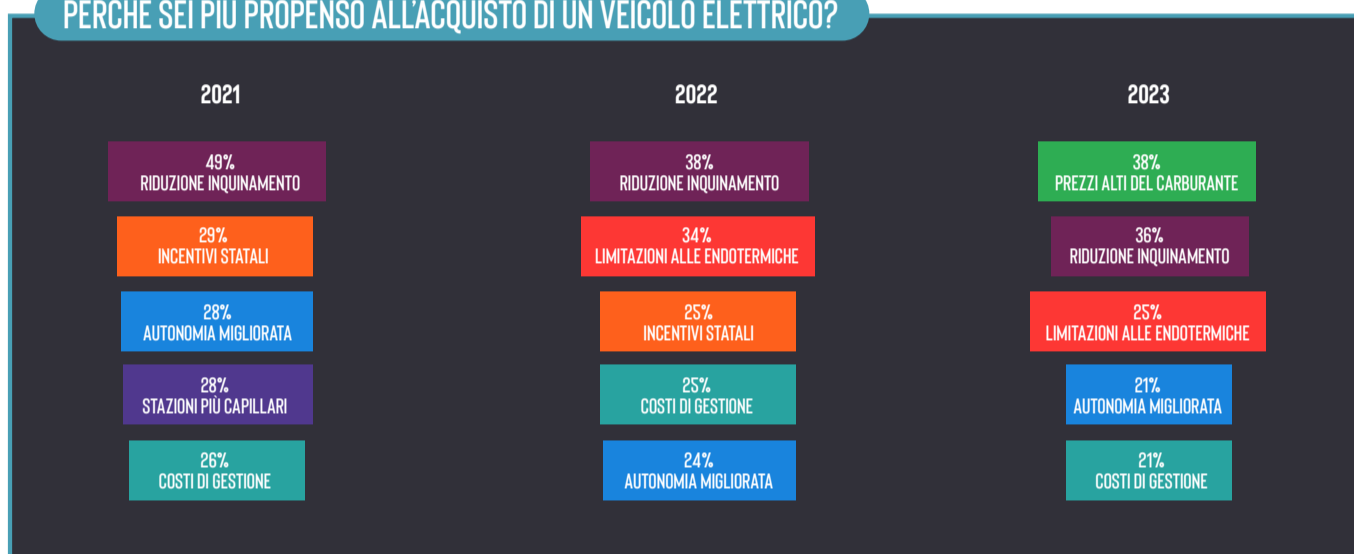 PERCHÉ SEI PIÙ PROPENSO ALL'ACQUISTO DI UN VEICOLO ELETTRICO?
2021
49%
RIDUZIONE INQUINAMENTO
29%
INCENTIVI STATALI
28%
AUTONOMIA MIGLIORATA
28%
STAZIONI PIÙ CAPILLARI
26%
COSTI DI GESTIONE
2022
38%
RIDUZIONE INQUINAMENTO
34%
LIMITAZIONI ALLE ENDOTERMICHE
25%
INCENTIVI STATALI
25%
COSTI DI GESTIONE
24%
AUTONOMIA MIGLIORATA
2023
38%
PREZZI ALTI DEL CARBURANTE
36%
RIDUZIONE INQUINAMENTO
25%
LIMITAZIONI ALLE ENDOTERMICHE
21%
AUTONOMIA MIGLIORATA
21%
COSTI DI GESTIONE